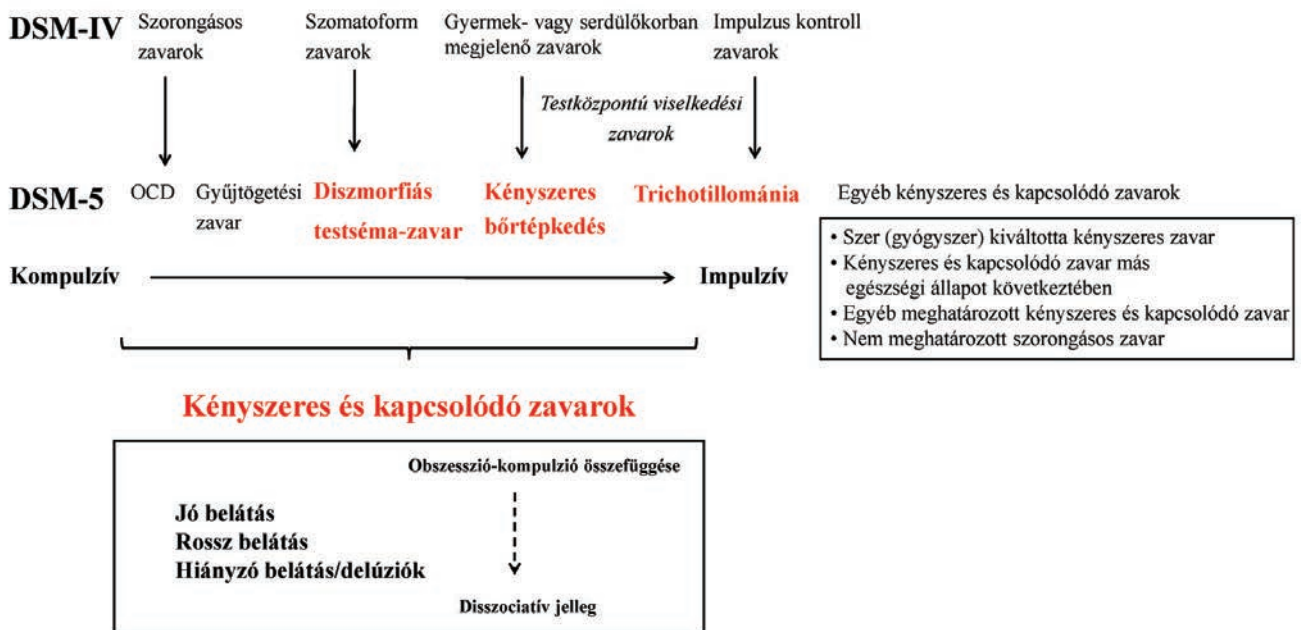 DSM-IV
Szorongásos
zavarok
Szomatoform
zavarok
Gyermek- vagy serdülőkorban
megjelenő zavarok
Impulzus kontroll
zavarok
Testközpontú viselkedési
zavarok
DSM-5
OCD
Gyűjtögetési
zavar
Diszmorfiás
testséma-zavar
Kényszeres
bőrtépkedés
Trichotillománia
Egyéb kényszeres és kapcsolódó zavarok
• Szer (gyógyszer) kiváltotta kényszeres zavar
• Kényszeres és kapcsolódó zavar más
egészségi állapot következtében
• Egyéb meghatározott kényszeres és kapcsolódó zavar
• Nem meghatározott szorongásos zavar
Kompulzív
Impulzív
Kényszeres és kapcsolódó zavarok
Obszesszió-kompulzió összefüggése
Jó belátás
Rossz belátás
Hiányzó belátás/delúziók
Disszociatív jelleg